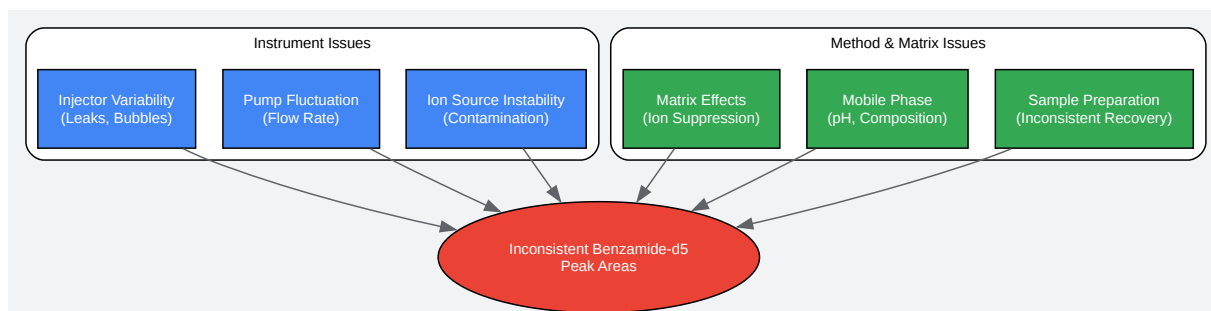 Instrument Issues
Method & Matrix Issues
Injector Variability
(Leaks, Bubbles)
Pump Fluctuation
(Flow Rate)
Ion Source Instability
(Contamination)
Matrix Effects
(Ion Suppression)
Mobile Phase
(pH, Composition)
Sample Preparation
(Inconsistent Recovery)
Inconsistent Benzamide-d5
Peak Areas